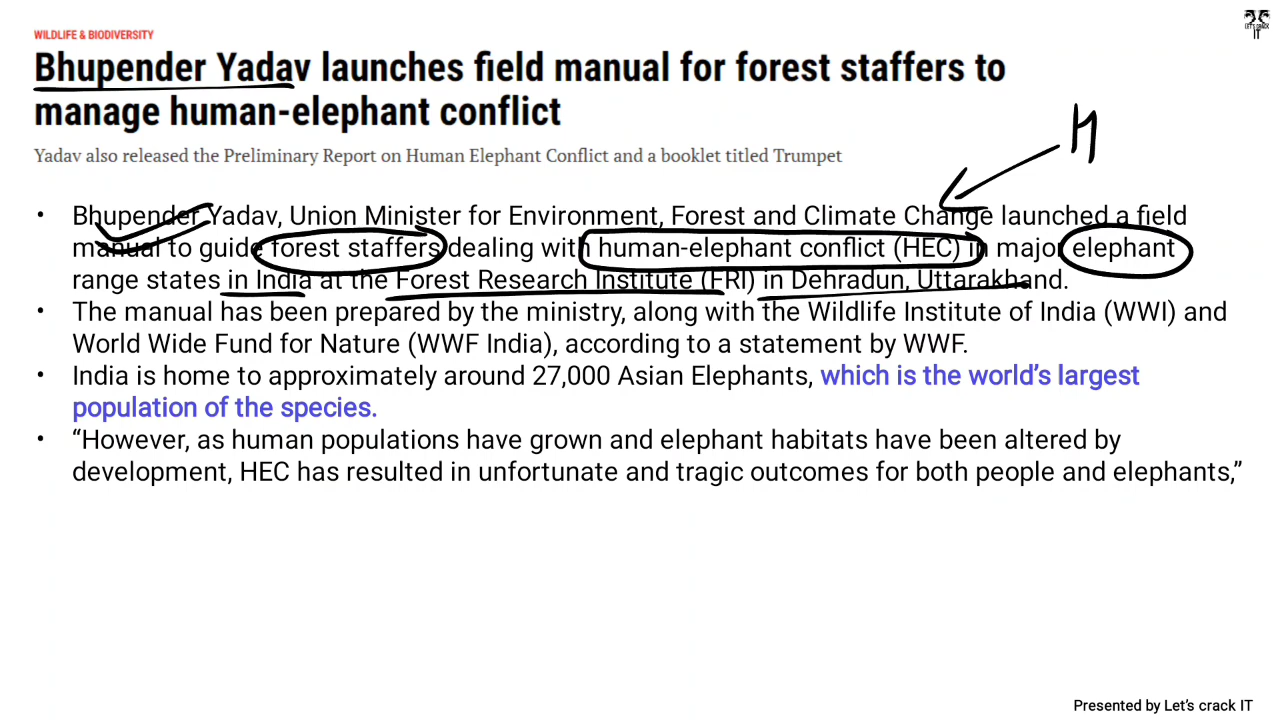 WILDLIFE & BIODIVERSITY
LET'S CRACK
IT
Bhupender Yadav launches field manual for forest staffers to
manage human-elephant conflict
Yadav also released the Preliminary Report on Human Elephant Conflict and a booklet titled Trumpet
M
• Bhupender Yadav, Union Minister for Environment, Forest and Climate Change launched a field
manual to guide forest staffers dealing with human-elephant conflict (HEC) in major elephant
range states in India at the Forest Research Institute (FRI) in Dehradun, Uttarakhand.
• The manual has been prepared by the ministry, along with the Wildlife Institute of India (WWI) and
World Wide Fund for Nature (WWF India), according to a statement by WWF.
• India is home to approximately around 27,000 Asian Elephants, which is the world’s largest
population of the species.
• “However, as human populations have grown and elephant habitats have been altered by
development, HEC has resulted in unfortunate and tragic outcomes for both people and elephants,”
Presented by Let’s crack IT